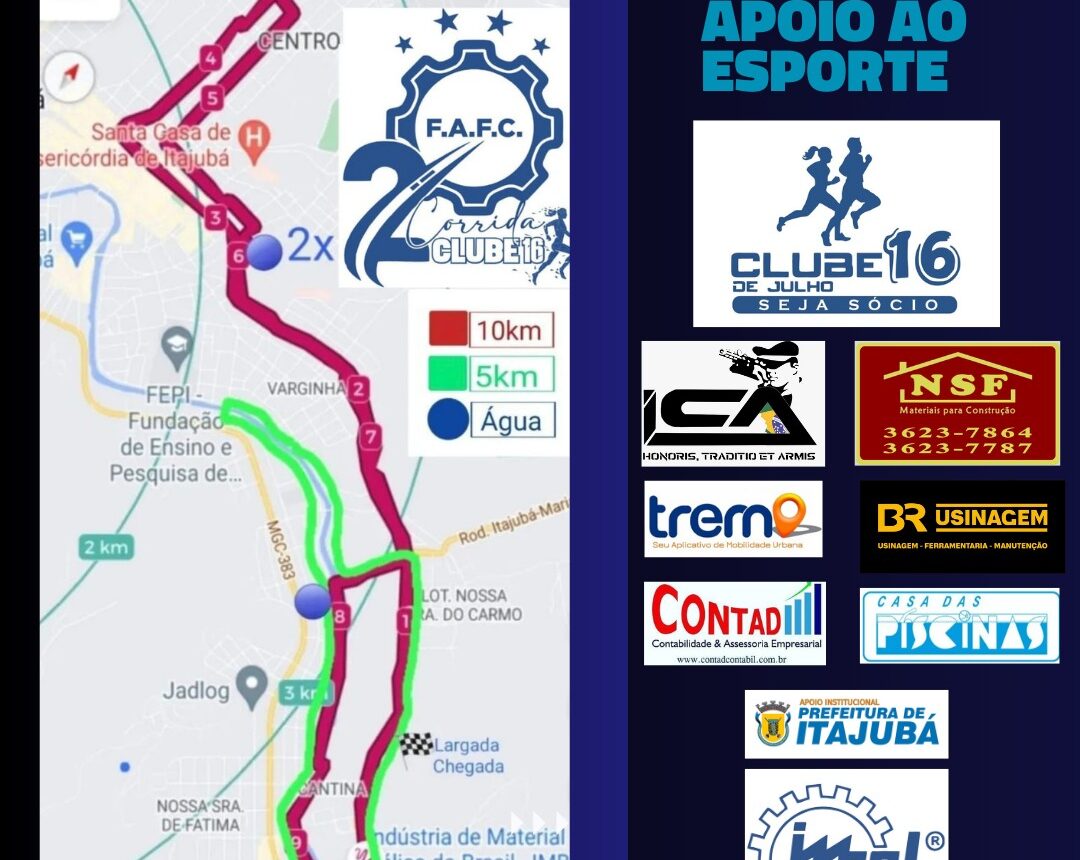 CENTRO
4
5
Santa Casa de
sericórdia de Itajubá
3
6
2x
F.A.F.C.
2
Corrida
CLUBE16
10km
5km
Água
FEPI -
Fundação
de Ensino e
Pesquisa de...
VARGINHA
2
7
2 km
MGC-383
Rod. Itajubá-Mari
LOT. NOSSA
RA. DO CARMO
8
1
Jadlog
3 km
Largada
Chegada
CANTINA
NOSSA SRA.
DE FATIMA
9
ndústria de Material
APOIO AO
ESPORTE
CLUBE 16
DE JULHO
SEJA SÓCIO
HONORIS, TRADITIO ET ARMIS
NSF
Materiais para Construção
3623-7864
3623-7787
tremo
Seu Aplicativo de Mobilidade Urbana
BR USINAGEM
USINAGEM - FERRAMENTARIA - MANUTENÇÃO
CONTAD
Contabilidade & Assessoria Empresarial
www.contadcontabil.com.br
CASA DAS
PISCINAS
APOIO INSTITUCIONAL
PREFEITURA DE
ITAJUBÁ
imbel®